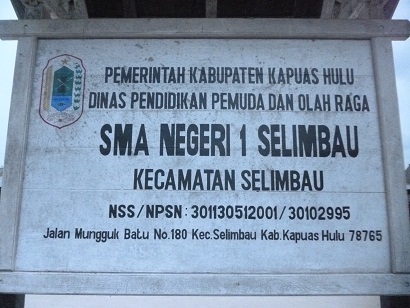 PEMERINTAH KABUPATEN KAPUAS HULU
DINAS PENDIDIKAN PEMUDA DAN OLAH RAGA
SMA NEGERI 1 SELIMBAU
KECAMATAN SELIMBAU
NSS/NPSN: 301130512001/30102995
Jalan Mungguk Batu No.180 Kec.Selimbau Kab.Kapuas Hulu 78765